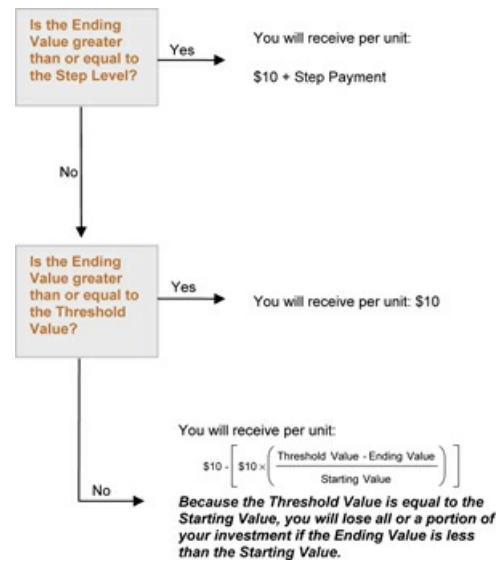 Is the Ending
Value greater
than or equal to
the Step Level?
Yes
You will receive per unit:
$10 + Step Payment
No
Is the Ending
Value greater
than or equal to
the Threshold
Value?
Yes
You will receive per unit: $10
You will receive per unit:
$10 - [ $10 × ( Threshold Value - Ending Value / Starting Value ) ]
No
Because the Threshold Value is equal to the
Starting Value, you will lose all or a portion of
your investment if the Ending Value is less
than the Starting Value.